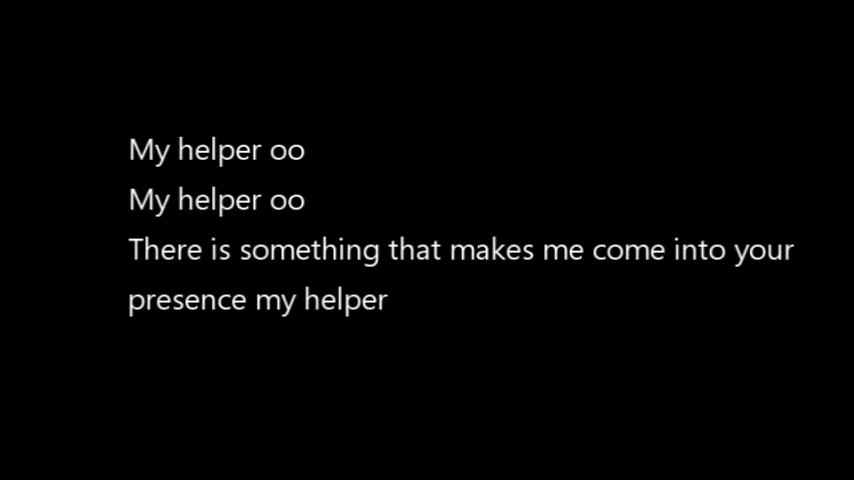 My helper oo
My helper oo
There is something that makes me come into your
presence my helper